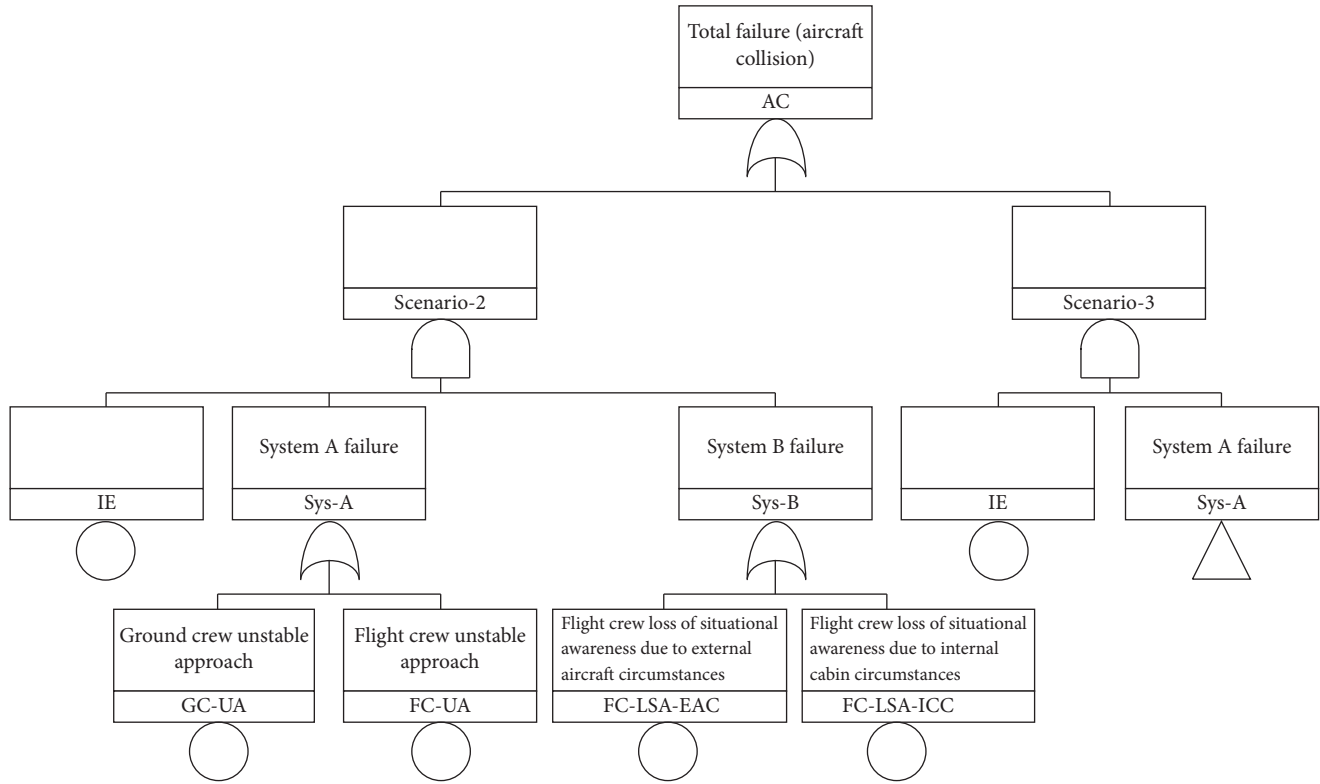 Total failure (aircraft
collision)
AC
Scenario-2
Scenario-3
IE
System A failure
Sys-A
System B failure
Sys-B
IE
System A failure
Sys-A
Ground crew unstable
approach
GC-UA
Flight crew unstable
approach
FC-UA
Flight crew loss of situational
awareness due to external
aircraft circumstances
FC-LSA-EAC
Flight crew loss of situational
awareness due to internal
cabin circumstances
FC-LSA-ICC